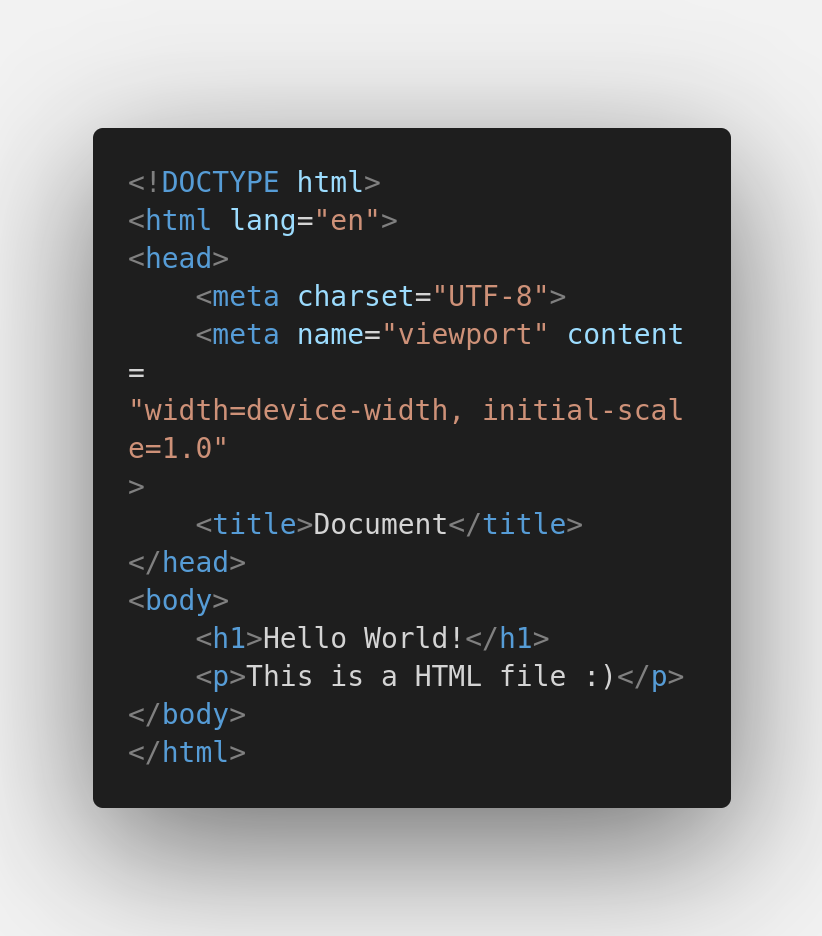 <!DOCTYPE html>
<html lang="en">
<head>
    <meta charset="UTF-8">
    <meta name="viewport" content
=
"width=device-width, initial-scal
e=1.0"
>
    <title>Document</title>
</head>
<body>
    <h1>Hello World!</h1>
    <p>This is a HTML file :)</p>
</body>
</html>